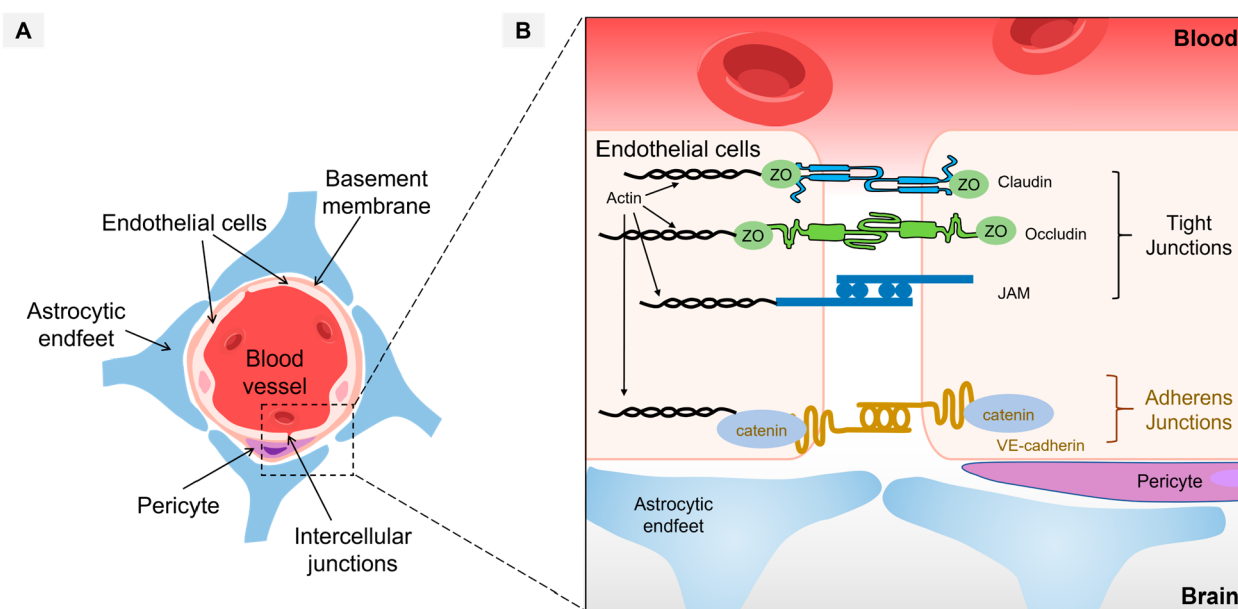 A
Basement
membrane
Endothelial cells
Astrocytic
endfeet
Blood
vessel
Pericyte
Intercellular
junctions
B
Blood
Endothelial cells
ZO
ZO
Claudin
Actin
ZO
ZO
Occludin
Tight
Junctions
JAM
catenin
catenin
VE-cadherin
Adherens
Junctions
Pericyte
Astrocytic
endfeet
Brain